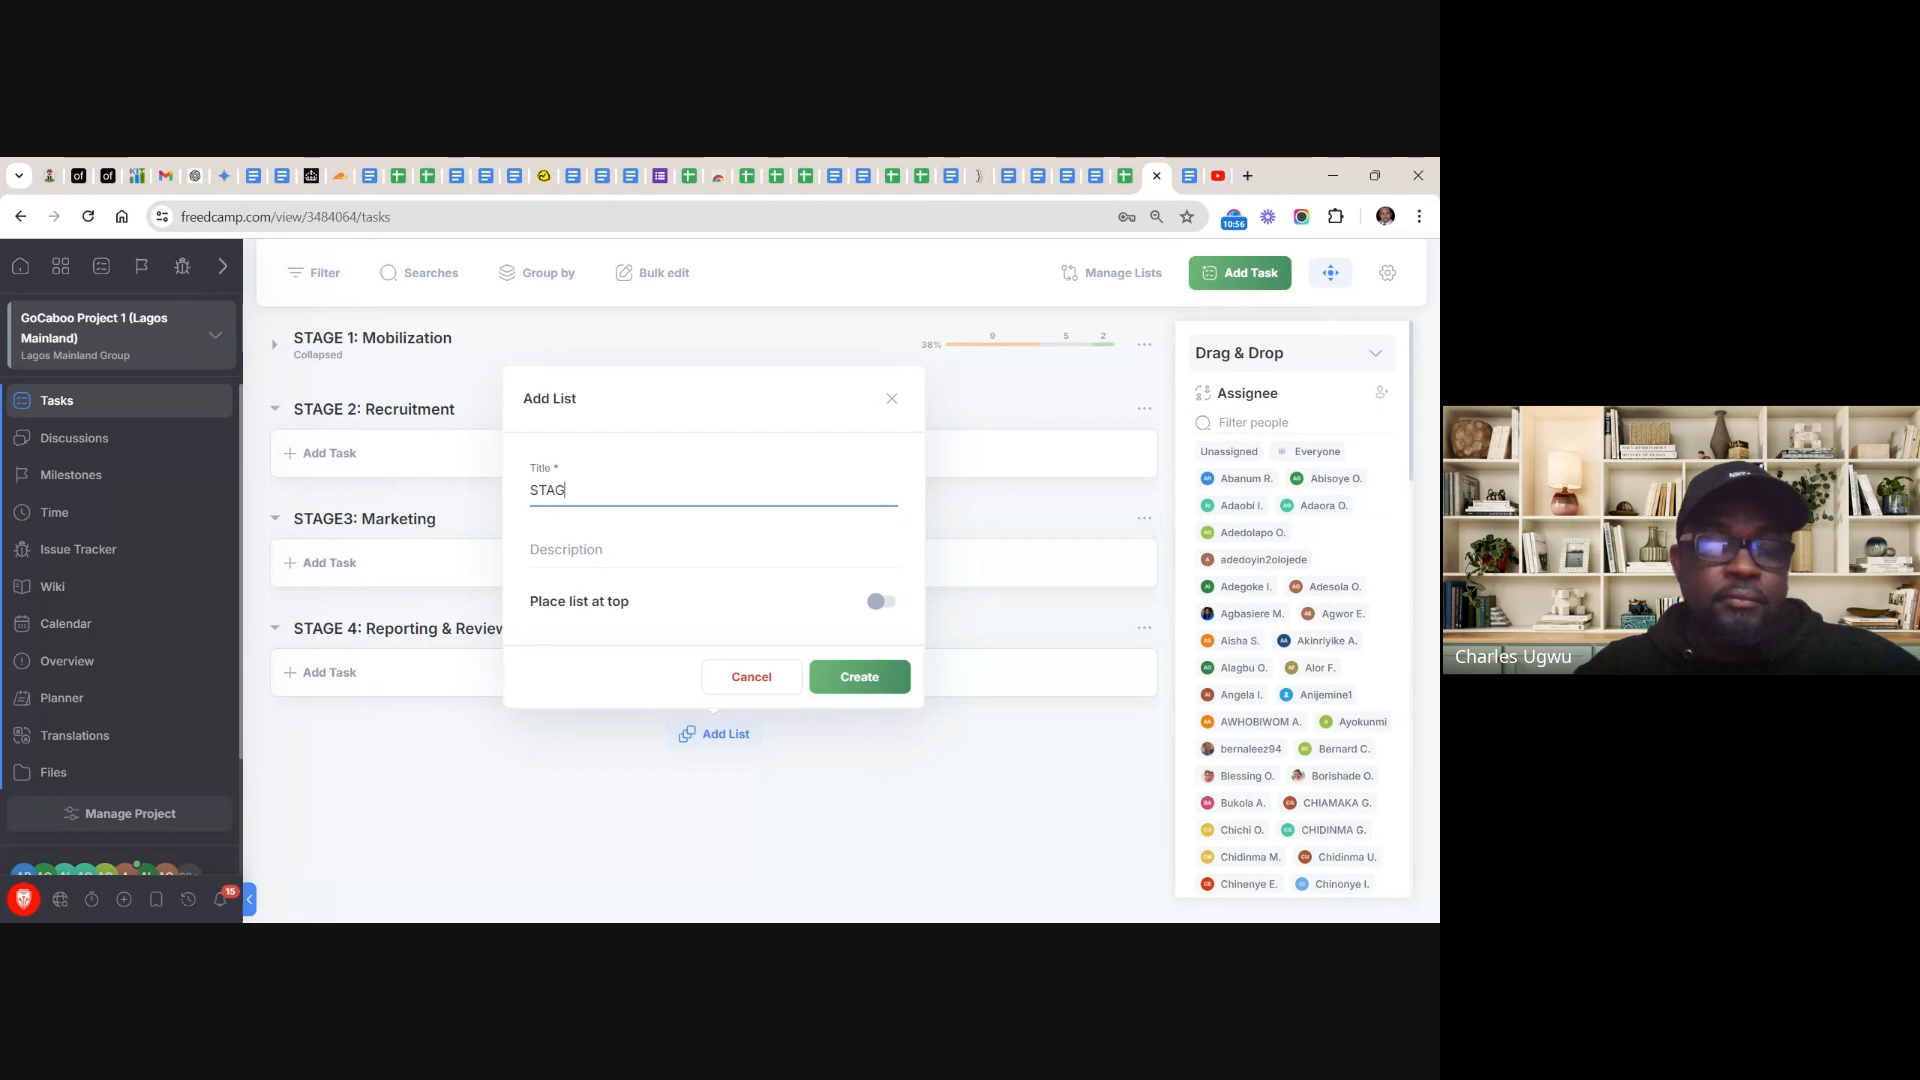 freedcamp.com/view/3484064/tasks
10:56
Filter
Searches
Group by
Bulk edit
Manage Lists
Add Task
GoCaboo Project 1 (Lagos
Mainland)
Lagos Mainland Group
Tasks
Discussions
Milestones
Time
Issue Tracker
Wiki
Calendar
Overview
Planner
Translations
Files
Manage Project
15
STAGE 1: Mobilization
Collapsed
38%
9
5
2
STAGE 2: Recruitment
Add Task
STAGE3: Marketing
Add Task
STAGE 4: Reporting & Review
Add Task
Add List
Title *
STAG
Description
Place list at top
Cancel
Create
Add List
Drag & Drop
Assignee
Filter people
Unassigned Everyone
Abanum R. Abisoye O.
Adaobi I. Adaora O.
Adedolapo O.
adedoyin2olojede
Adegoke I. Adesola O.
Agbasiere M. Agwor E.
Aisha S. Akinriyike A.
Alagbu O. Alor F.
Angela I. Anijemine1
AWHOBIWOM A. Ayokunmi
bernaleez94 Bernard C.
Blessing O. Borishade O.
Bukola A. CHIAMAKA G.
Chichi O. CHIDINMA G.
Chidinma M. Chidinma U.
Chinenye E. Chinonye I.
Charles Ugwu